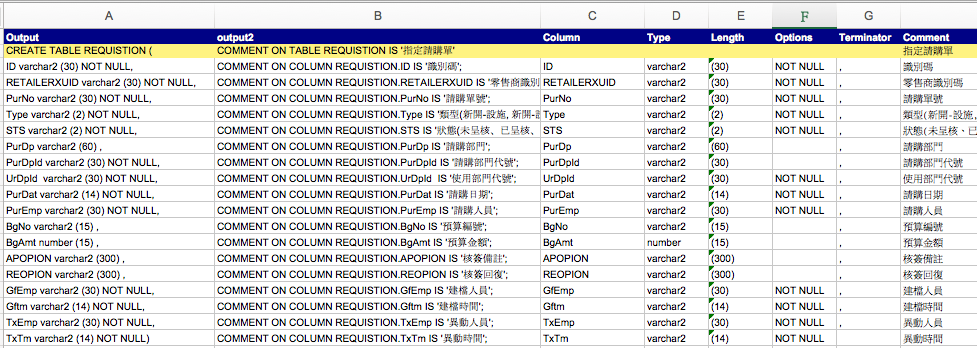 A B C D E F G H
Output output2 Column Type Length Options Terminator Comment
CREATE TABLE REQUISTION ( COMMENT ON TABLE REQUISTION IS '指定請購單' 指定請購單
ID varchar2 (30) NOT NULL, COMMENT ON COLUMN REQUISTION.ID IS '識別碼'; ID varchar2 (30) NOT NULL , 識別碼
RETAILERXUID varchar2 (30) NOT NULL, COMMENT ON COLUMN REQUISTION.RETAILERXUID IS '零售商識別 RETAILERXUID varchar2 (30) NOT NULL , 零售商識別碼
PurNo varchar2 (30) NOT NULL, COMMENT ON COLUMN REQUISTION.PurNo IS '請購單號'; PurNo varchar2 (30) NOT NULL , 請購單號
Type varchar2 (2) NOT NULL, COMMENT ON COLUMN REQUISTION.Type IS '類型(新開-設施, 新開- Type varchar2 (2) NOT NULL , 類型(新開-設施,
STS varchar2 (2) NOT NULL, COMMENT ON COLUMN REQUISTION.STS IS '狀態(未呈核、已呈核、 STS varchar2 (2) NOT NULL , 狀態(未呈核、已
PurDp varchar2 (60) , COMMENT ON COLUMN REQUISTION.PurDp IS '請購部門'; PurDp varchar2 (60) , 請購部門
PurDpId varchar2 (30) NOT NULL, COMMENT ON COLUMN REQUISTION.PurDpId IS '請購部門代號'; PurDpId varchar2 (30) , 請購部門代號
UrDpId varchar2 (30) NOT NULL, COMMENT ON COLUMN REQUISTION.UrDpId IS '使用部門代號'; UrDpId varchar2 (30) NOT NULL , 使用部門代號
PurDat varchar2 (14) NOT NULL, COMMENT ON COLUMN REQUISTION.PurDat IS '請購日期'; PurDat varchar2 (14) NOT NULL , 請購日期
PurEmp varchar2 (30) NOT NULL, COMMENT ON COLUMN REQUISTION.PurEmp IS '請購人員'; PurEmp varchar2 (30) NOT NULL , 請購人員
BgNo varchar2 (15) , COMMENT ON COLUMN REQUISTION.BgNo IS '預算編號'; BgNo varchar2 (15) , 預算編號
BgAmt number (15) , COMMENT ON COLUMN REQUISTION.BgAmt IS '預算金額'; BgAmt number (15) , 預算金額
APOPION varchar2 (300) , COMMENT ON COLUMN REQUISTION.APOPION IS '核簽備註'; APOPION varchar2 (300) , 核簽備註
REOPION varchar2 (300) , COMMENT ON COLUMN REQUISTION.REOPION IS '核簽回復'; REOPION varchar2 (300) , 核簽回復
GfEmp varchar2 (30) NOT NULL, COMMENT ON COLUMN REQUISTION.GfEmp IS '建檔人員'; GfEmp varchar2 (30) NOT NULL , 建檔人員
Gftm varchar2 (14) NOT NULL, COMMENT ON COLUMN REQUISTION.Gftm IS '建檔時間'; Gftm varchar2 (14) NOT NULL , 建檔時間
TxEmp varchar2 (30) NOT NULL, COMMENT ON COLUMN REQUISTION.TxEmp IS '異動人員'; TxEmp varchar2 (30) NOT NULL , 異動人員
TxTm varchar2 (14) NOT NULL) COMMENT ON COLUMN REQUISTION.TxTm IS '異動時間'; TxTm varchar2 (14) NOT NULL 異動時間